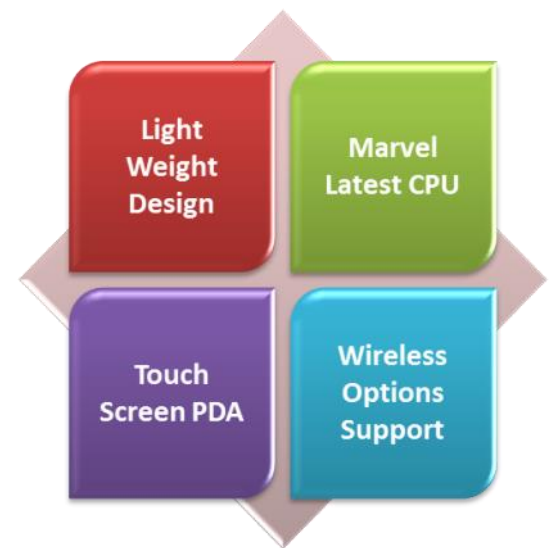 Light
Weight
Design
Marvel
Latest CPU
Touch
Screen PDA
Wireless
Options
Support